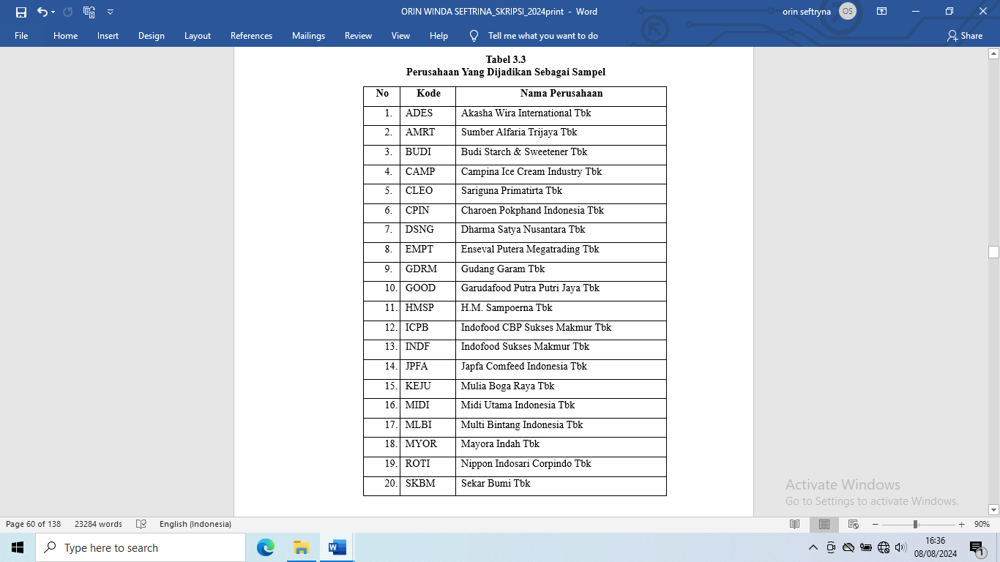 ORIN WINDA SEFTRINA_SKRIPSI_2024print - Word
orin seftryna
OS
File Home Insert Design Layout References Mailings Review View Help Tell me what you want to do Share
Tabel 3.3
Perusahaan Yang Dijadikan Sebagai Sampel
No Kode Nama Perusahaan
1. ADES Akasha Wira International Tbk
2. AMRT Sumber Alfaria Trijaya Tbk
3. BUDI Budi Starch & Sweetener Tbk
4. CAMP Campina Ice Cream Industry Tbk
5. CLEO Sariguna Primatirta Tbk
6. CPIN Charoen Pokphand Indonesia Tbk
7. DSNG Dharma Satya Nusantara Tbk
8. EMPT Enseval Putera Megatrading Tbk
9. GDRM Gudang Garam Tbk
10. GOOD Garudafood Putra Putri Jaya Tbk
11. HMSP H.M. Sampoerna Tbk
12. ICPB Indofood CBP Sukses Makmur Tbk
13. INDF Indofood Sukses Makmur Tbk
14. JPFA Japfa Comfeed Indonesia Tbk
15. KEJU Mulia Boga Raya Tbk
16. MIDI Midi Utama Indonesia Tbk
17. MLBI Multi Bintang Indonesia Tbk
18. MYOR Mayora Indah Tbk
19. ROTI Nippon Indosari Corpindo Tbk
20. SKBM Sekar Bumi Tbk
Activate Windows
Go to Settings to activate Windows.
Page 60 of 138 23284 words English (Indonesia) 90%
Type here to search
16:36
08/08/2024
1